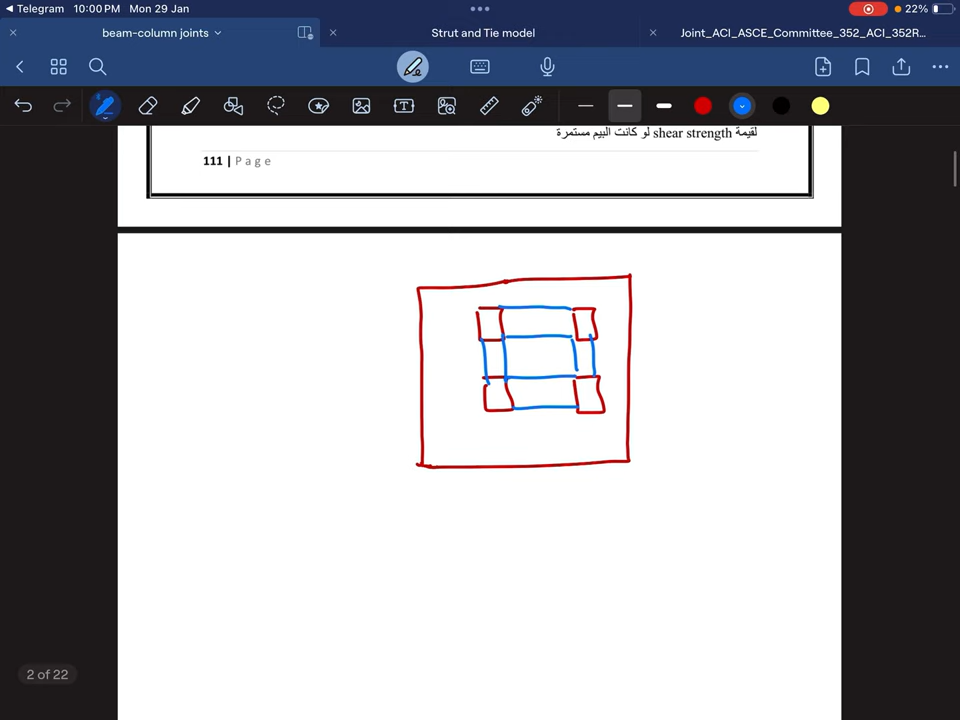 Telegram 10:00 PM Mon 29 Jan 22%
beam-column joints Strut and Tie model Joint_ACI_ASCE_Committee_352_ACI_352R...
لقيمة shear strength لو كانت البيم مستمرة
111 | Page
2 of 22